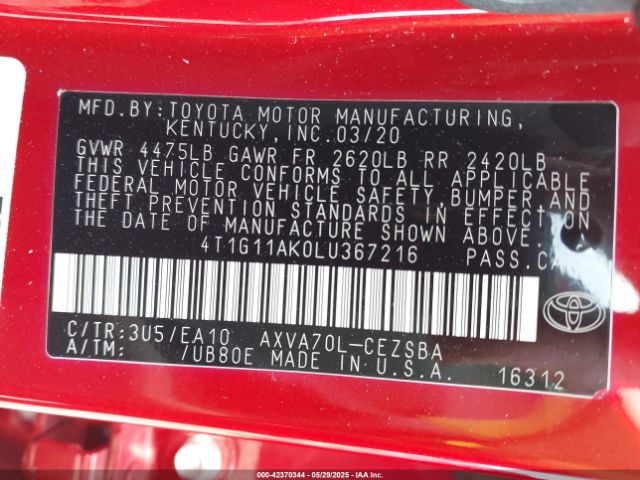 MFD.BY:TOYOTA MOTOR MANUFACTURING,
KENTUCKY,INC.03/20
GVWR 4475LB GAWR FR 2620LB RR 2420LB
THIS VEHICLE CONFORMS TO ALL APPLICABLE
FEDERAL MOTOR VEHICLE SAFETY,BUMPER AND
THEFT PREVENTION STANDARDS IN EFFECT ON
THE DATE OF MANUFACTURE SHOWN ABOVE.
4T1G11AK0LU367216 PASS.CAR
C/TR:3U5/EA10 AXVA70L-CEZSBA
A/TM: /UB80E MADE IN U.S.A.
16312
000-42370344 | 05/29/2025 - IAA Inc.